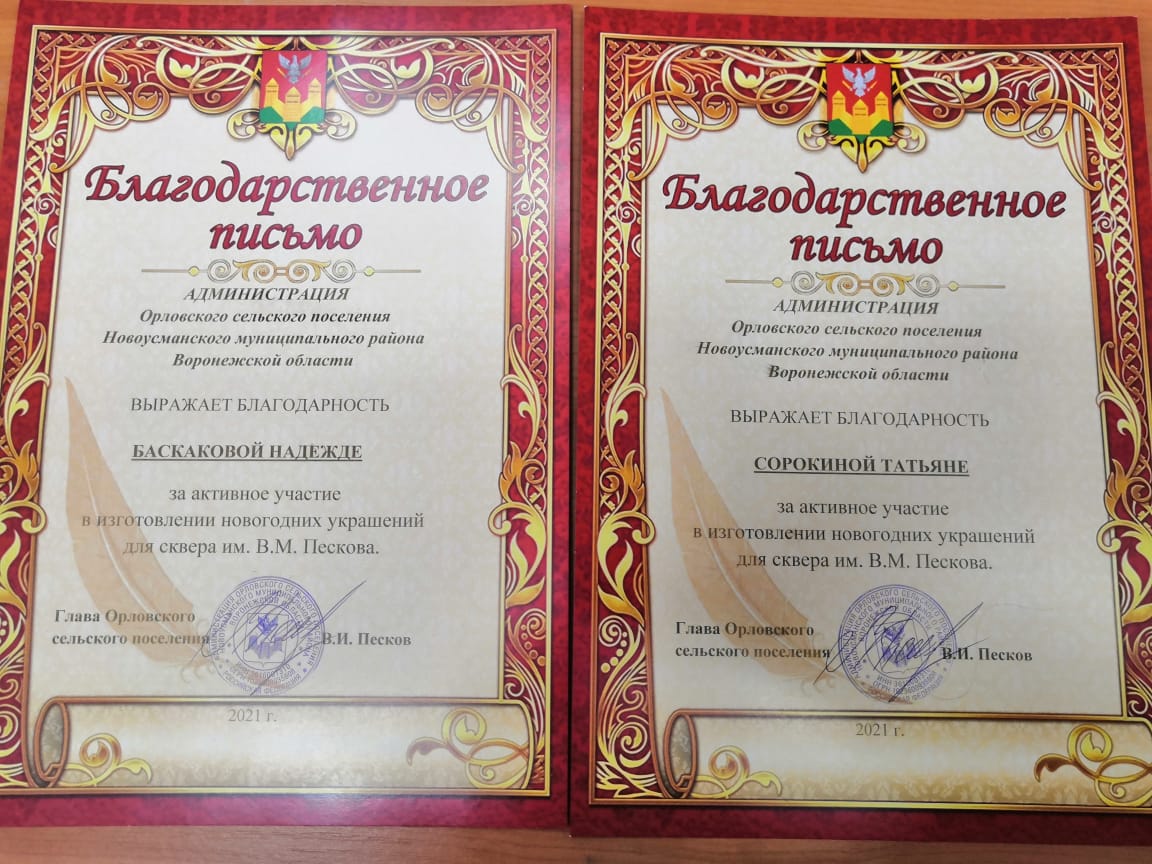 Благодарственное
письмо
АДМИНИСТРАЦИЯ
Орловского сельского поселения
Новоусманского муниципального района
Воронежской области
ВЫРАЖАЕТ БЛАГОДАРНОСТЬ
БАСКАКОВОЙ НАДЕЖДЕ
за активное участие
в изготовлении новогодних украшений
для сквера им. В.М. Пескова.
Глава Орловского
сельского поселения В.И. Песков
2021 г.
Благодарственное
письмо
АДМИНИСТРАЦИЯ
Орловского сельского поселения
Новоусманского муниципального района
Воронежской области
ВЫРАЖАЕТ БЛАГОДАРНОСТЬ
СОРОКИНОЙ ТАТЬЯНЕ
за активное участие
в изготовлении новогодних украшений
для сквера им. В.М. Пескова.
Глава Орловского
сельского поселения В.И. Песков
2021 г.